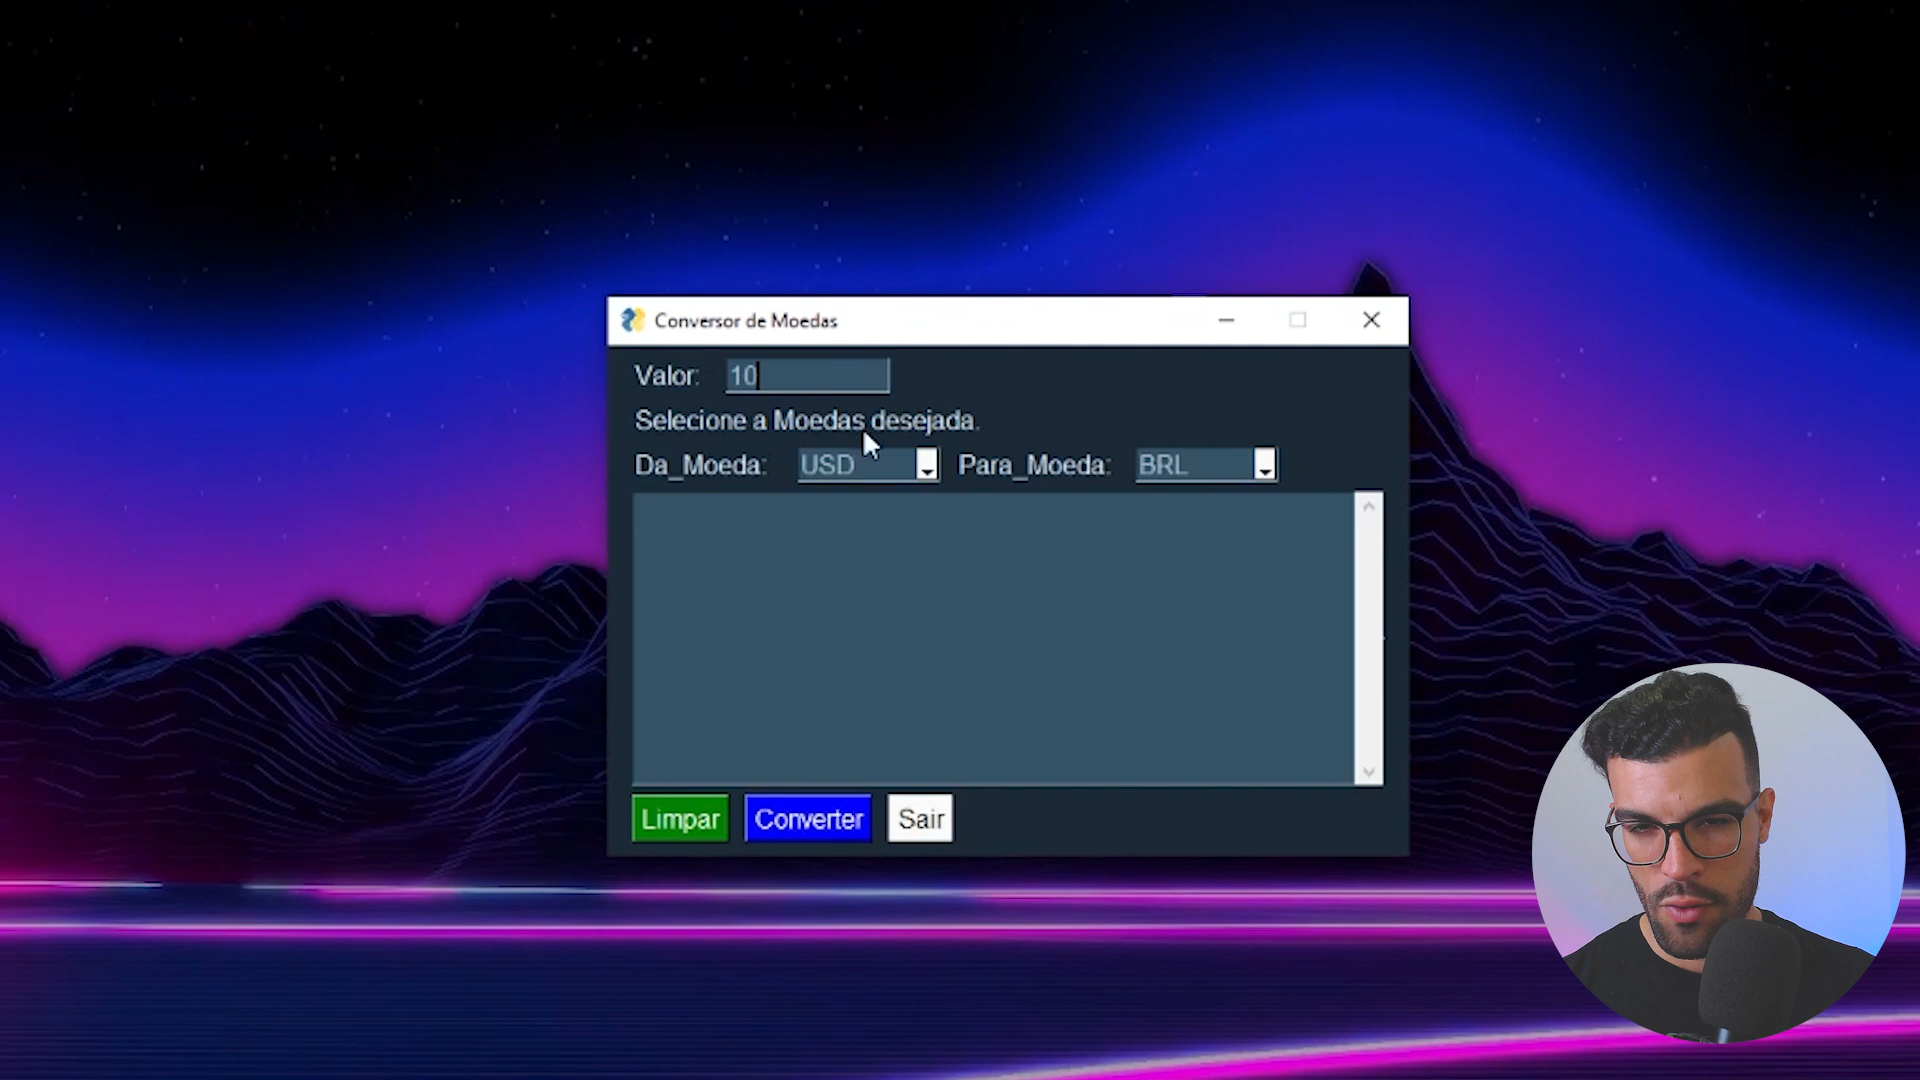 Conversor de Moedas
Valor: 10
Selecione a Moedas desejada.
Da_Moeda: USD Para_Moeda: BRL
Limpar Converter Sair